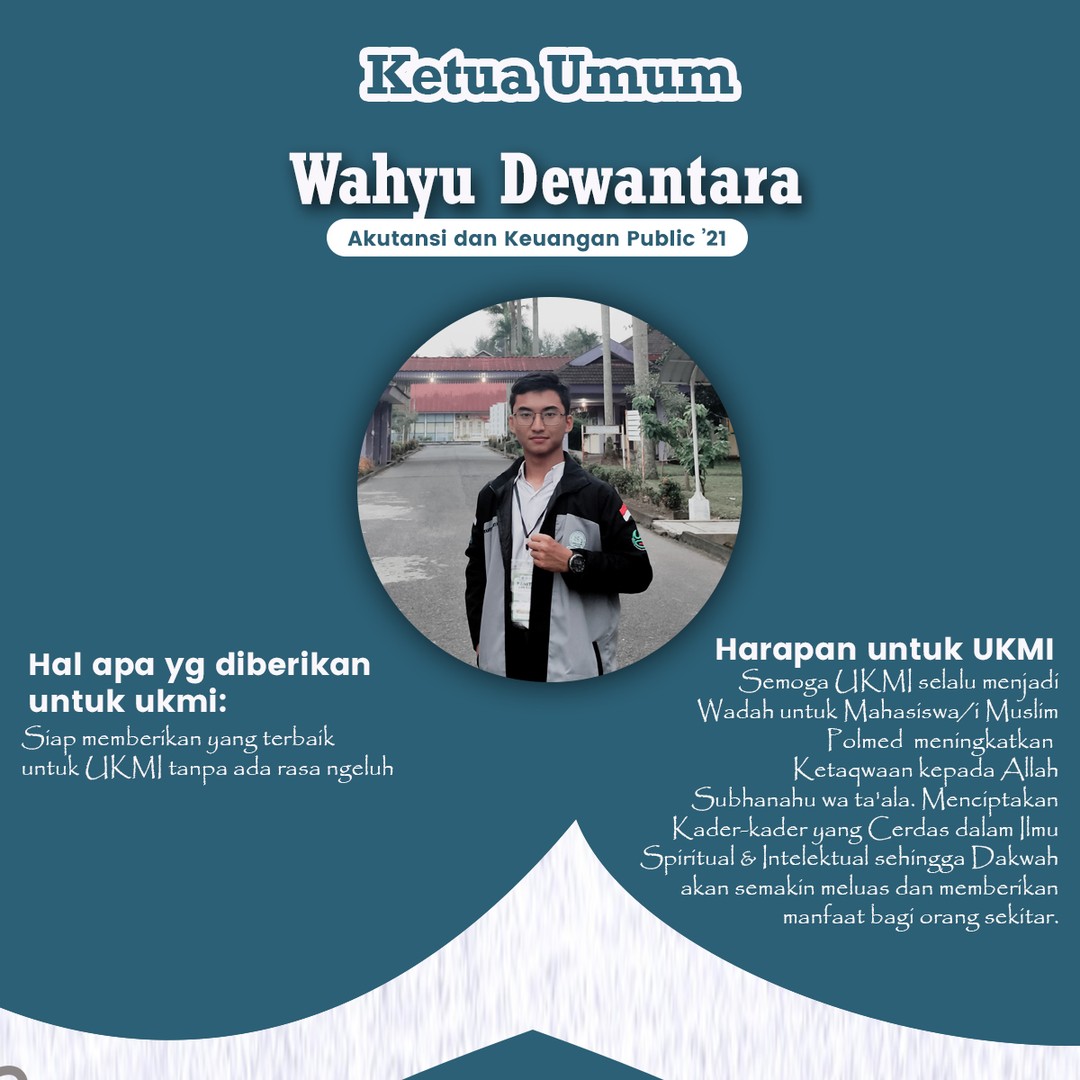 Ketua Umum
Wahyu Dewantara
Akutansi dan Keuangan Public ’21
Hal apa yg diberikan
untuk ukmi:
Siap memberikan yang terbaik
untuk UKMI tanpa ada rasa ngeluh
Harapan untuk UKMI
Semoga UKMI selalu menjadi
Wadah untuk Mahasiswa/i Muslim
Polmed meningkatkan
Ketaqwaan kepada Allah
Subhanahu wa ta'ala. Menciptakan
Kader-kader yang Cerdas dalam Ilmu
Spiritual & Intelektual sehingga Dakwah
akan semakin meluas dan memberikan
manfaat bagi orang sekitar.